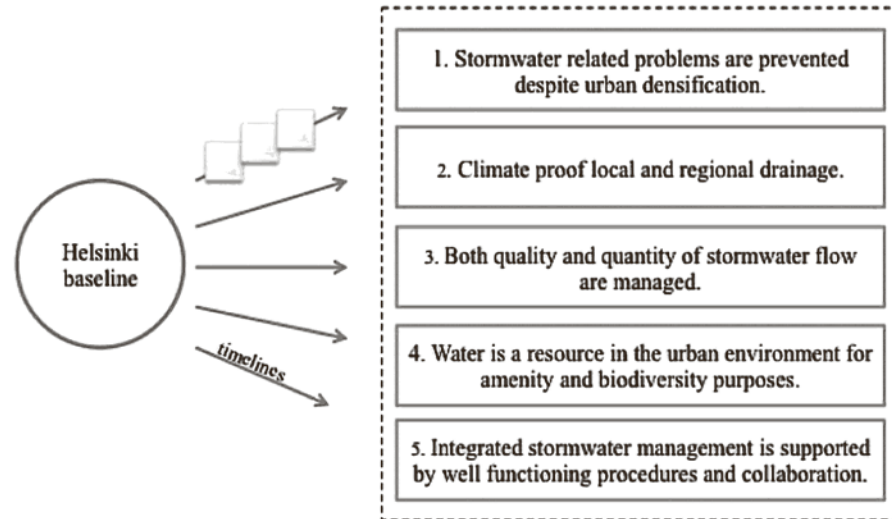 Helsinki
baseline
timelines
1. Stormwater related problems are prevented
despite urban densification.
2. Climate proof local and regional drainage.
3. Both quality and quantity of stormwater flow
are managed.
4. Water is a resource in the urban environment for
amenity and biodiversity purposes.
5. Integrated stormwater management is supported
by well functioning procedures and collaboration.